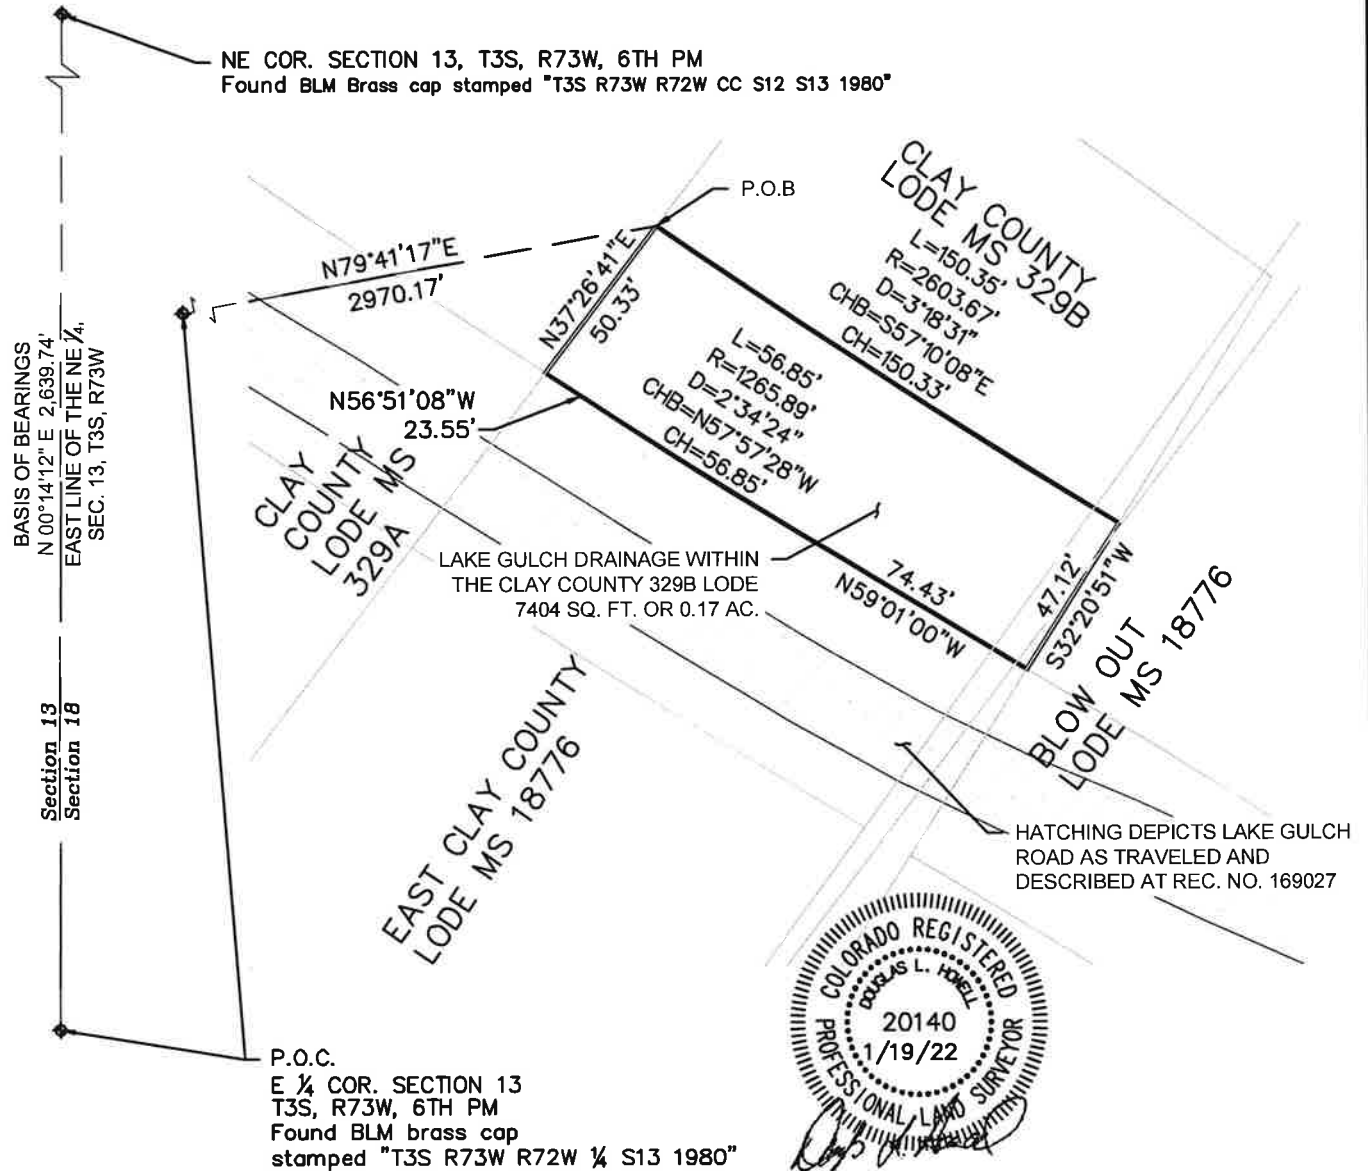 NE COR. SECTION 13, T3S, R73W, 6TH PM
Found BLM Brass cap stamped "T3S R73W R72W CC S12 S13 1980"
P.O.B
CLAY COUNTY
LODE MS 329B
L=150.35'
R=2603.67'
D=3°18'31"
CHB=S57°10'08"E
CH=150.33'
N79°41'17"E
2970.17'
N37°26'41"E
50.33'
L=56.85'
R=1265.89'
D=2°34'24"
CHB=N57°57'28"W
CH=56.85'
N56°51'08"W
23.55'
BASIS OF BEARINGS
N 00°14'12" E 2,639.74'
EAST LINE OF THE NE ¼,
SEC. 13, T3S, R73W
CLAY
COUNTY
LODE MS
329A
LAKE GULCH DRAINAGE WITHIN
THE CLAY COUNTY 329B LODE
7404 SQ. FT. OR 0.17 AC.
74.43'
N59°01'00"W
47.12'
S32°20'51"W
BLOW OUT
LODE MS 18776
Section 13
Section 18
EAST CLAY COUNTY
LODE MS 18776
HATCHING DEPICTS LAKE GULCH
ROAD AS TRAVELED AND
DESCRIBED AT REC. NO. 169027
COLORADO REGISTERED
DOUGLAS L. HOWELL
20140
1/19/22
PROFESSIONAL LAND SURVEYOR
P.O.C.
E ¼ COR. SECTION 13
T3S, R73W, 6TH PM
Found BLM brass cap
stamped "T3S R73W R72W ¼ S13 1980"